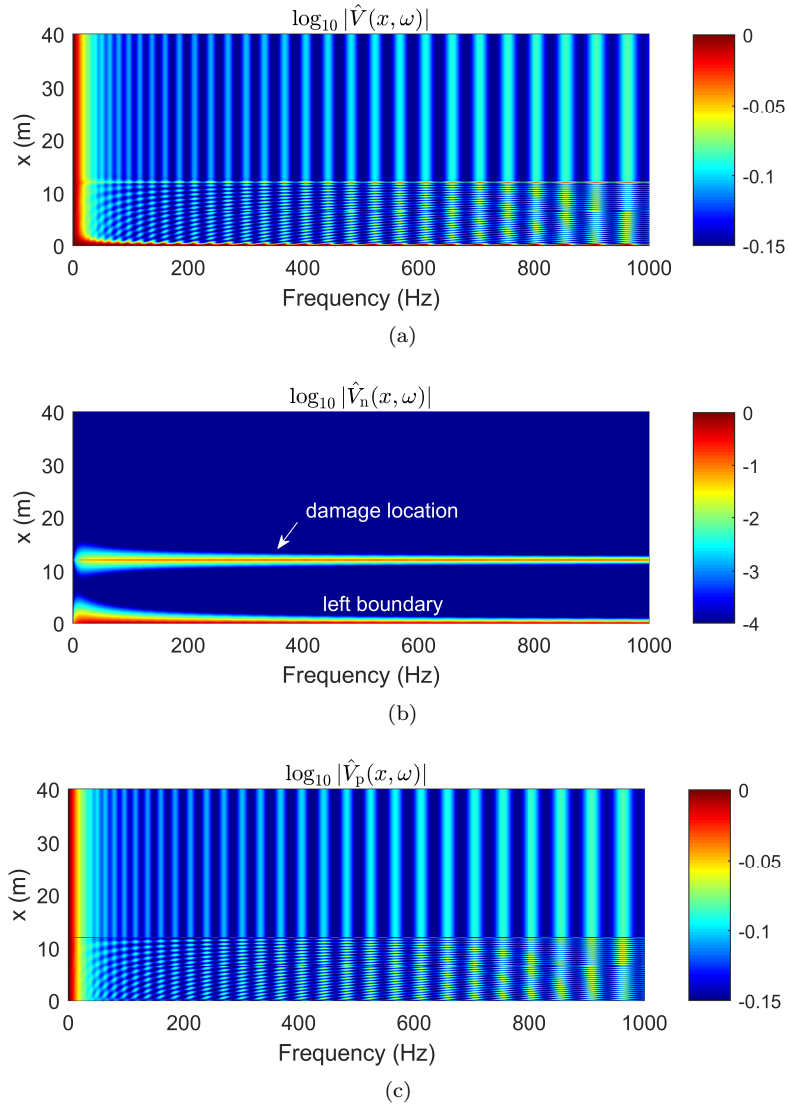 log₁₀ |V̂(x, ω)|
40
30
20
10
0
x (m)
0 200 400 600 800 1000
Frequency (Hz)
0
-0.05
-0.1
-0.15
(a)
log₁₀ |V̂ₙ(x, ω)|
40
30
20
10
0
x (m)
damage location
left boundary
0 200 400 600 800 1000
Frequency (Hz)
0
-1
-2
-3
-4
(b)
log₁₀ |V̂ₚ(x, ω)|
40
30
20
10
0
x (m)
0 200 400 600 800 1000
Frequency (Hz)
0
-0.05
-0.1
-0.15
(c)